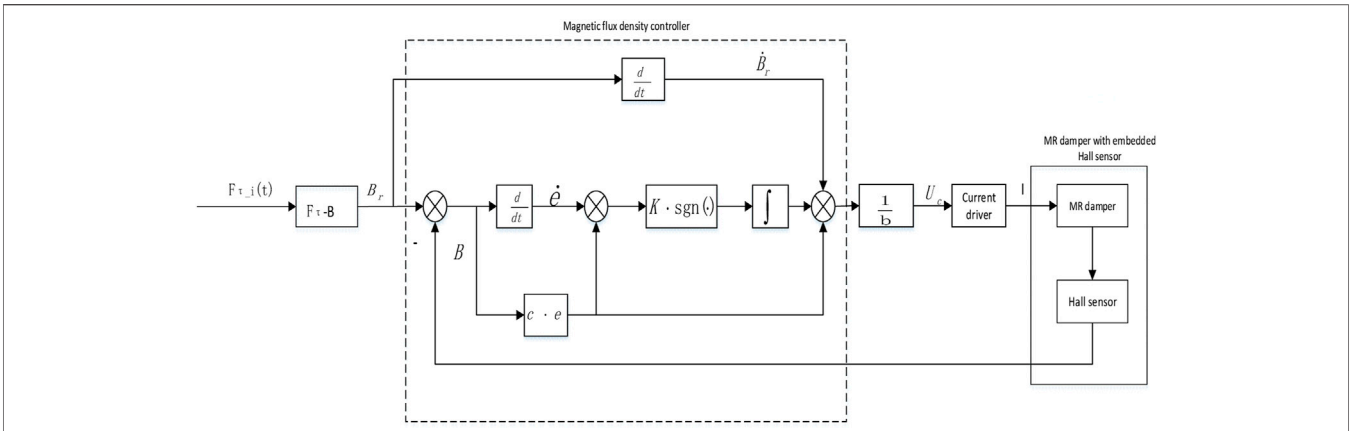 Magnetic flux density controller
d
dt
Ḃr
MR damper with embedded
Hall sensor
Fτ_i(t)
Fτ-B
Br
d
dt
ė
K · sgn(·)
∫
1
b
Uc
Current
driver
I
MR damper
-
B
Hall sensor
c · e